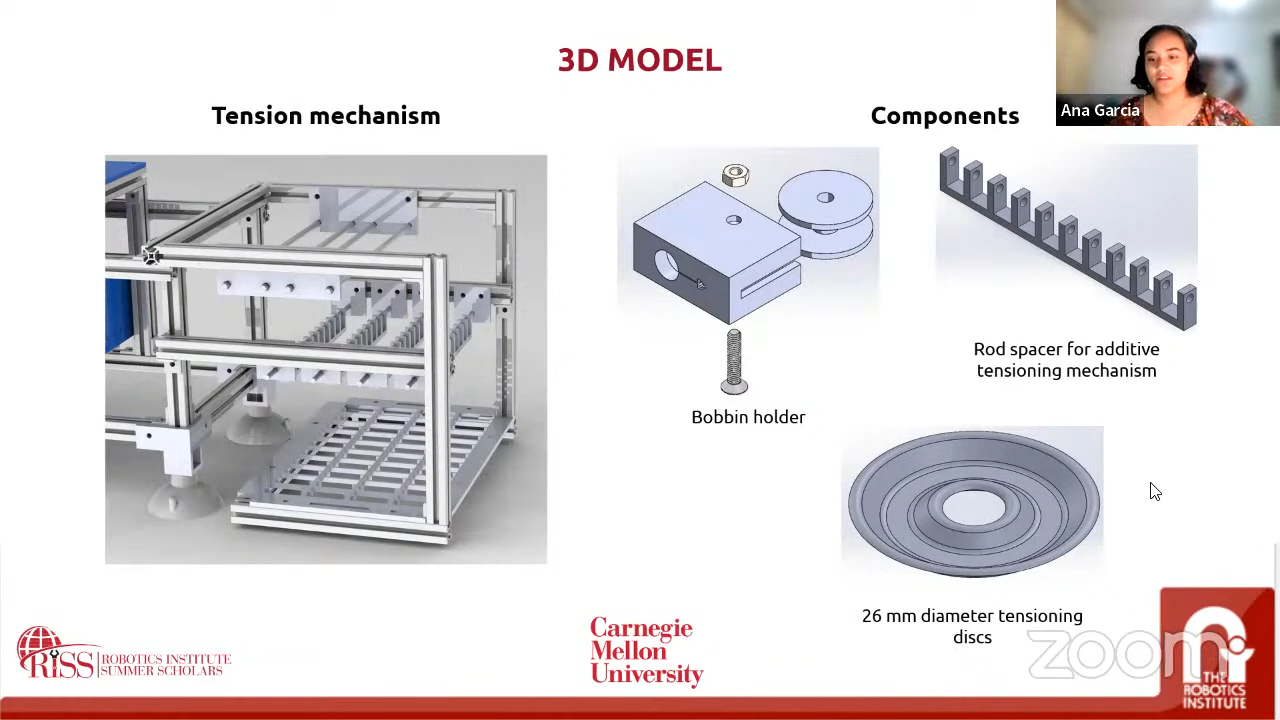 3D MODEL
Ana Garcia
Tension mechanism
Components
Rod spacer for additive
tensioning mechanism
Bobbin holder
26 mm diameter tensioning
discs
zoom
RiSS
ROBOTICS INSTITUTE
SUMMER SCHOLARS
Carnegie
Mellon
University
THE
ROBOTICS
INSTITUTE